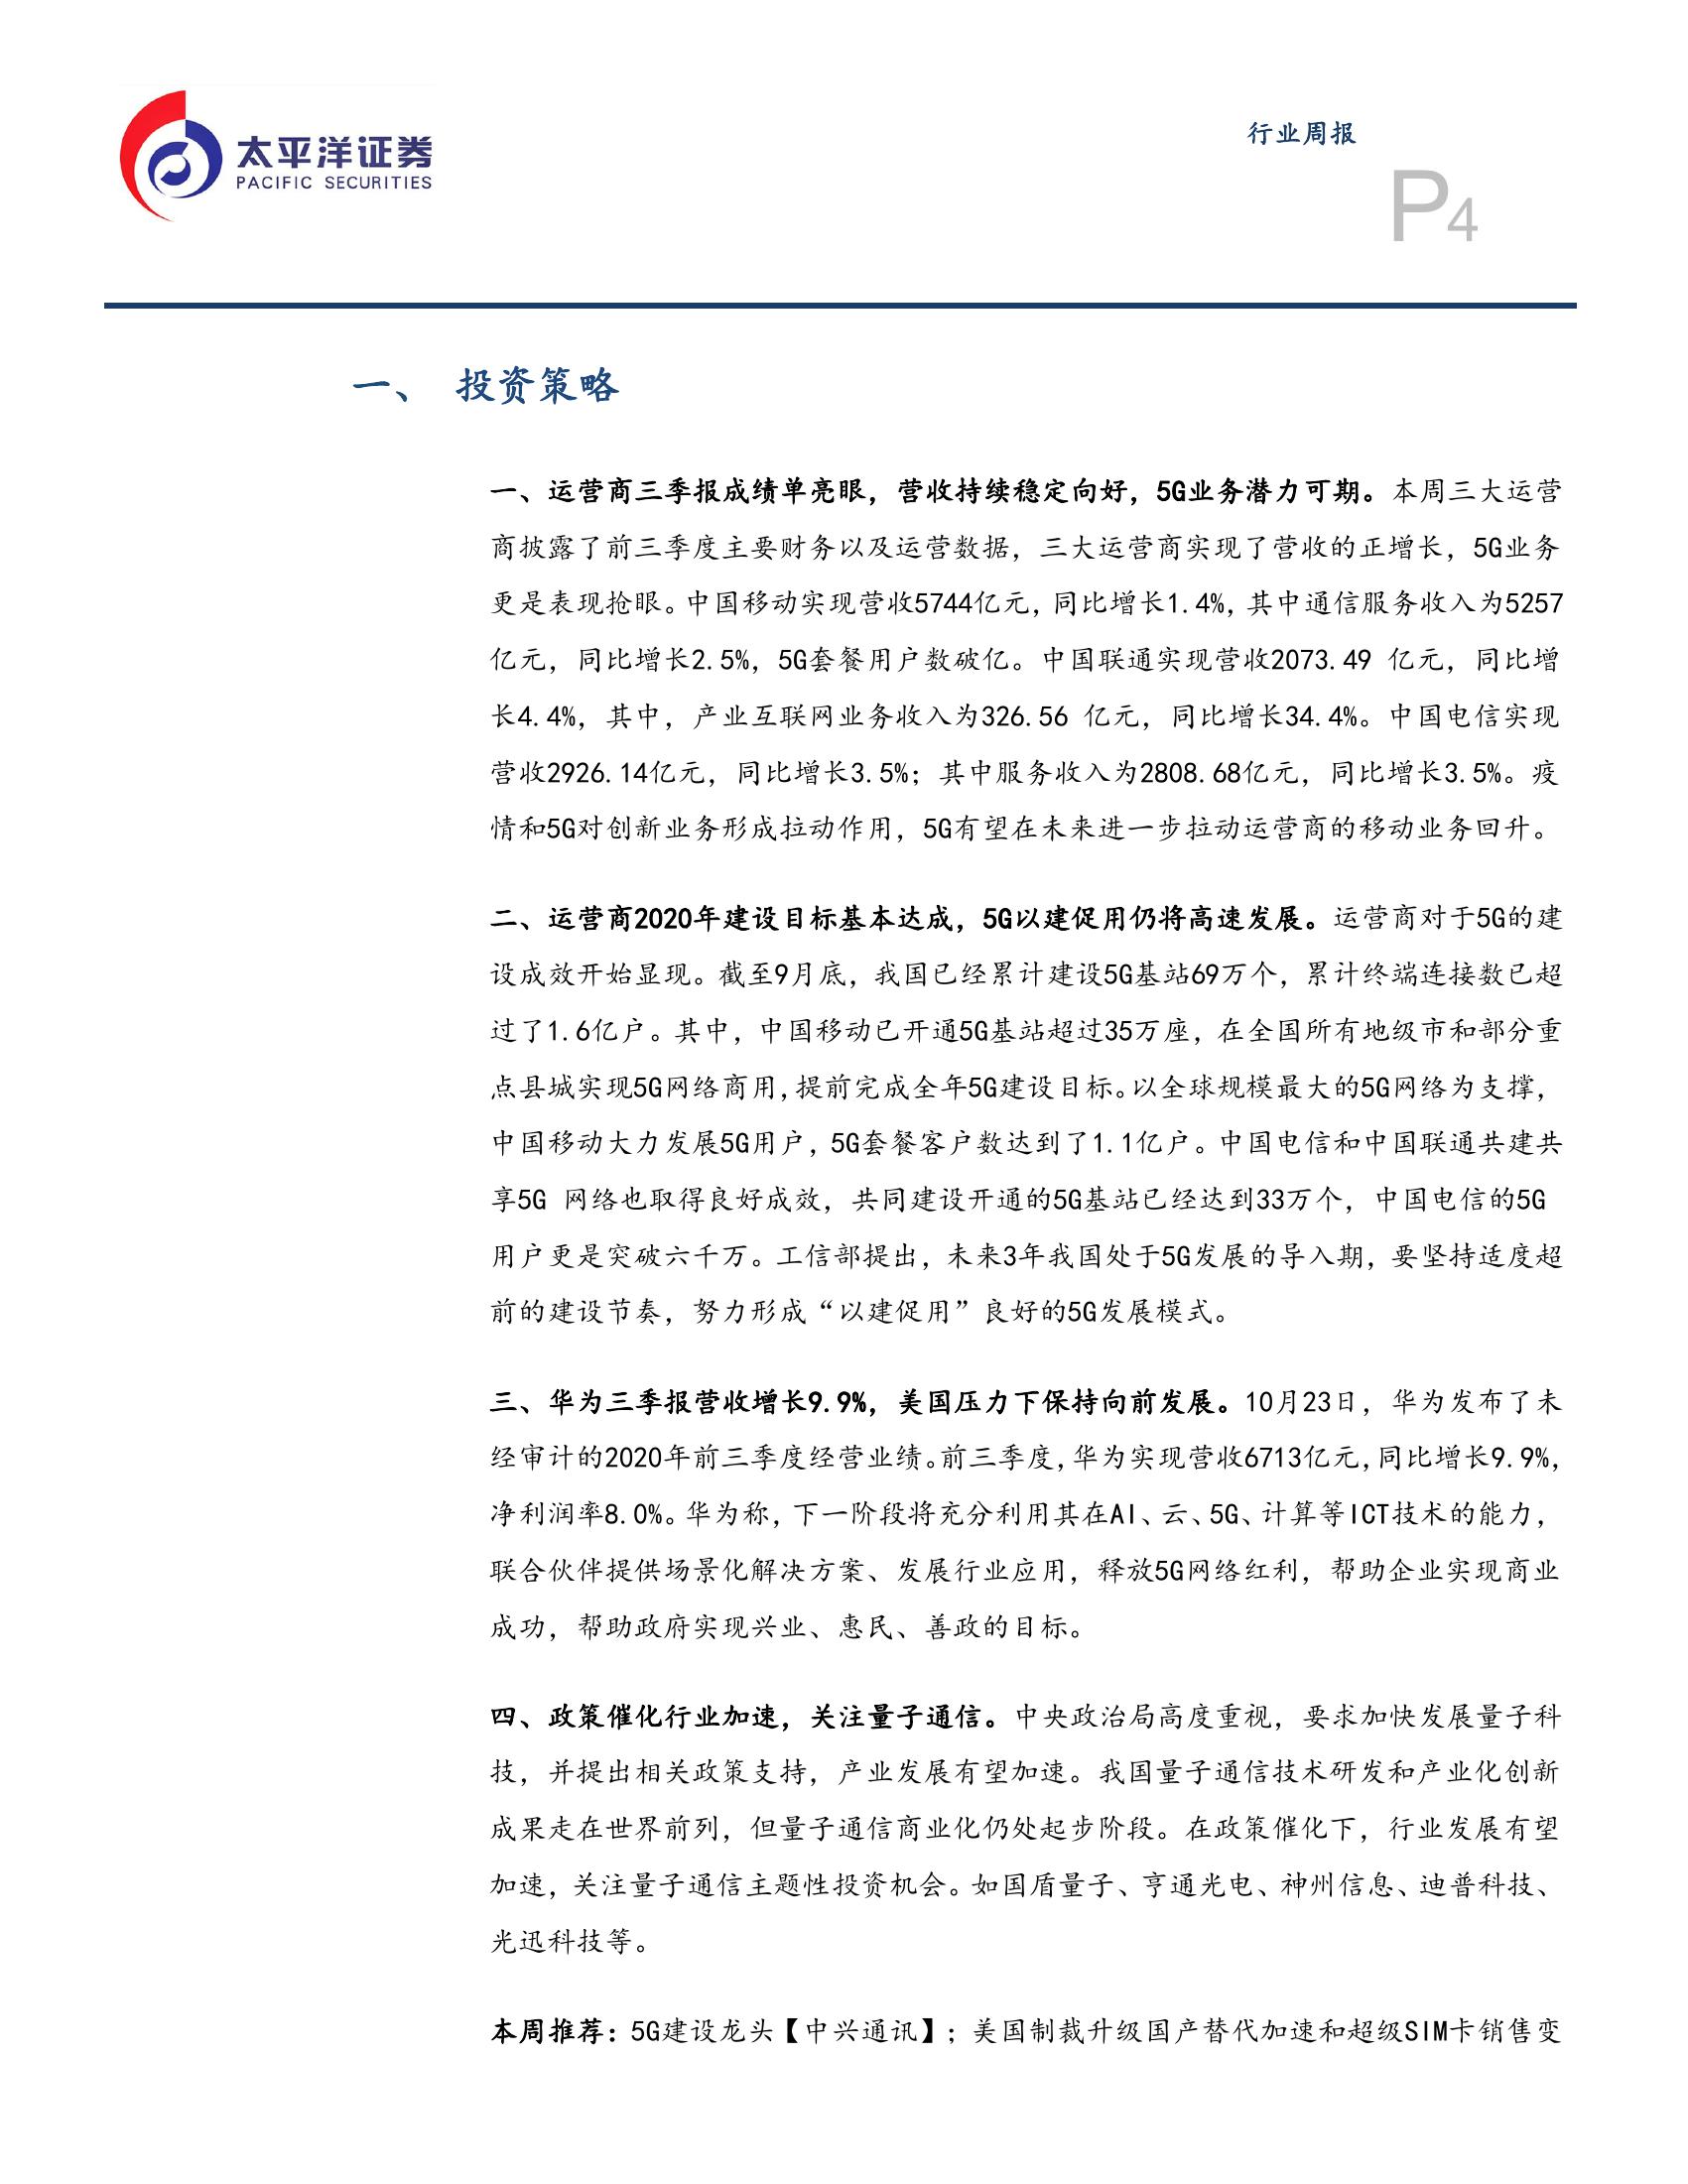 太平洋证券
PACIFIC SECURITIES
行业周报
P4
一、 投资策略
一、运营商三季报成绩单亮眼，营收持续稳定向好，5G业务潜力可期。本周三大运营
商披露了前三季度主要财务以及运营数据，三大运营商实现了营收的正增长，5G业务
更是表现抢眼。中国移动实现营收5744亿元，同比增长1.4%，其中通信服务收入为5257
亿元，同比增长2.5%，5G套餐用户数破亿。中国联通实现营收2073.49 亿元，同比增
长4.4%，其中，产业互联网业务收入为326.56 亿元，同比增长34.4%。中国电信实现
营收2926.14亿元，同比增长3.5%；其中服务收入为2808.68亿元，同比增长3.5%。疫
情和5G对创新业务形成拉动作用，5G有望在未来进一步拉动运营商的移动业务回升。
二、运营商2020年建设目标基本达成，5G以建促用仍将高速发展。运营商对于5G的建
设成效开始显现。截至9月底，我国已经累计建设5G基站69万个，累计终端连接数已超
过了1.6亿户。其中，中国移动已开通5G基站超过35万座，在全国所有地级市和部分重
点县城实现5G网络商用，提前完成全年5G建设目标。以全球规模最大的5G网络为支撑，
中国移动大力发展5G用户，5G套餐客户数达到了1.1亿户。中国电信和中国联通共建共
享5G 网络也取得良好成效，共同建设开通的5G基站已经达到33万个，中国电信的5G
用户更是突破六千万。工信部提出，未来3年我国处于5G发展的导入期，要坚持适度超
前的建设节奏，努力形成“以建促用”良好的5G发展模式。
三、华为三季报营收增长9.9%，美国压力下保持向前发展。10月23日，华为发布了未
经审计的2020年前三季度经营业绩。前三季度，华为实现营收6713亿元，同比增长9.9%，
净利润率8.0%。华为称，下一阶段将充分利用其在AI、云、5G、计算等ICT技术的能力，
联合伙伴提供场景化解决方案、发展行业应用，释放5G网络红利，帮助企业实现商业
成功，帮助政府实现兴业、惠民、善政的目标。
四、政策催化行业加速，关注量子通信。中央政治局高度重视，要求加快发展量子科
技，并提出相关政策支持，产业发展有望加速。我国量子通信技术研发和产业化创新
成果走在世界前列，但量子通信商业化仍处起步阶段。在政策催化下，行业发展有望
加速，关注量子通信主题性投资机会。如国盾量子、亨通光电、神州信息、迪普科技、
光迅科技等。
本周推荐：5G建设龙头【中兴通讯】；美国制裁升级国产替代加速和超级SIM卡销售变